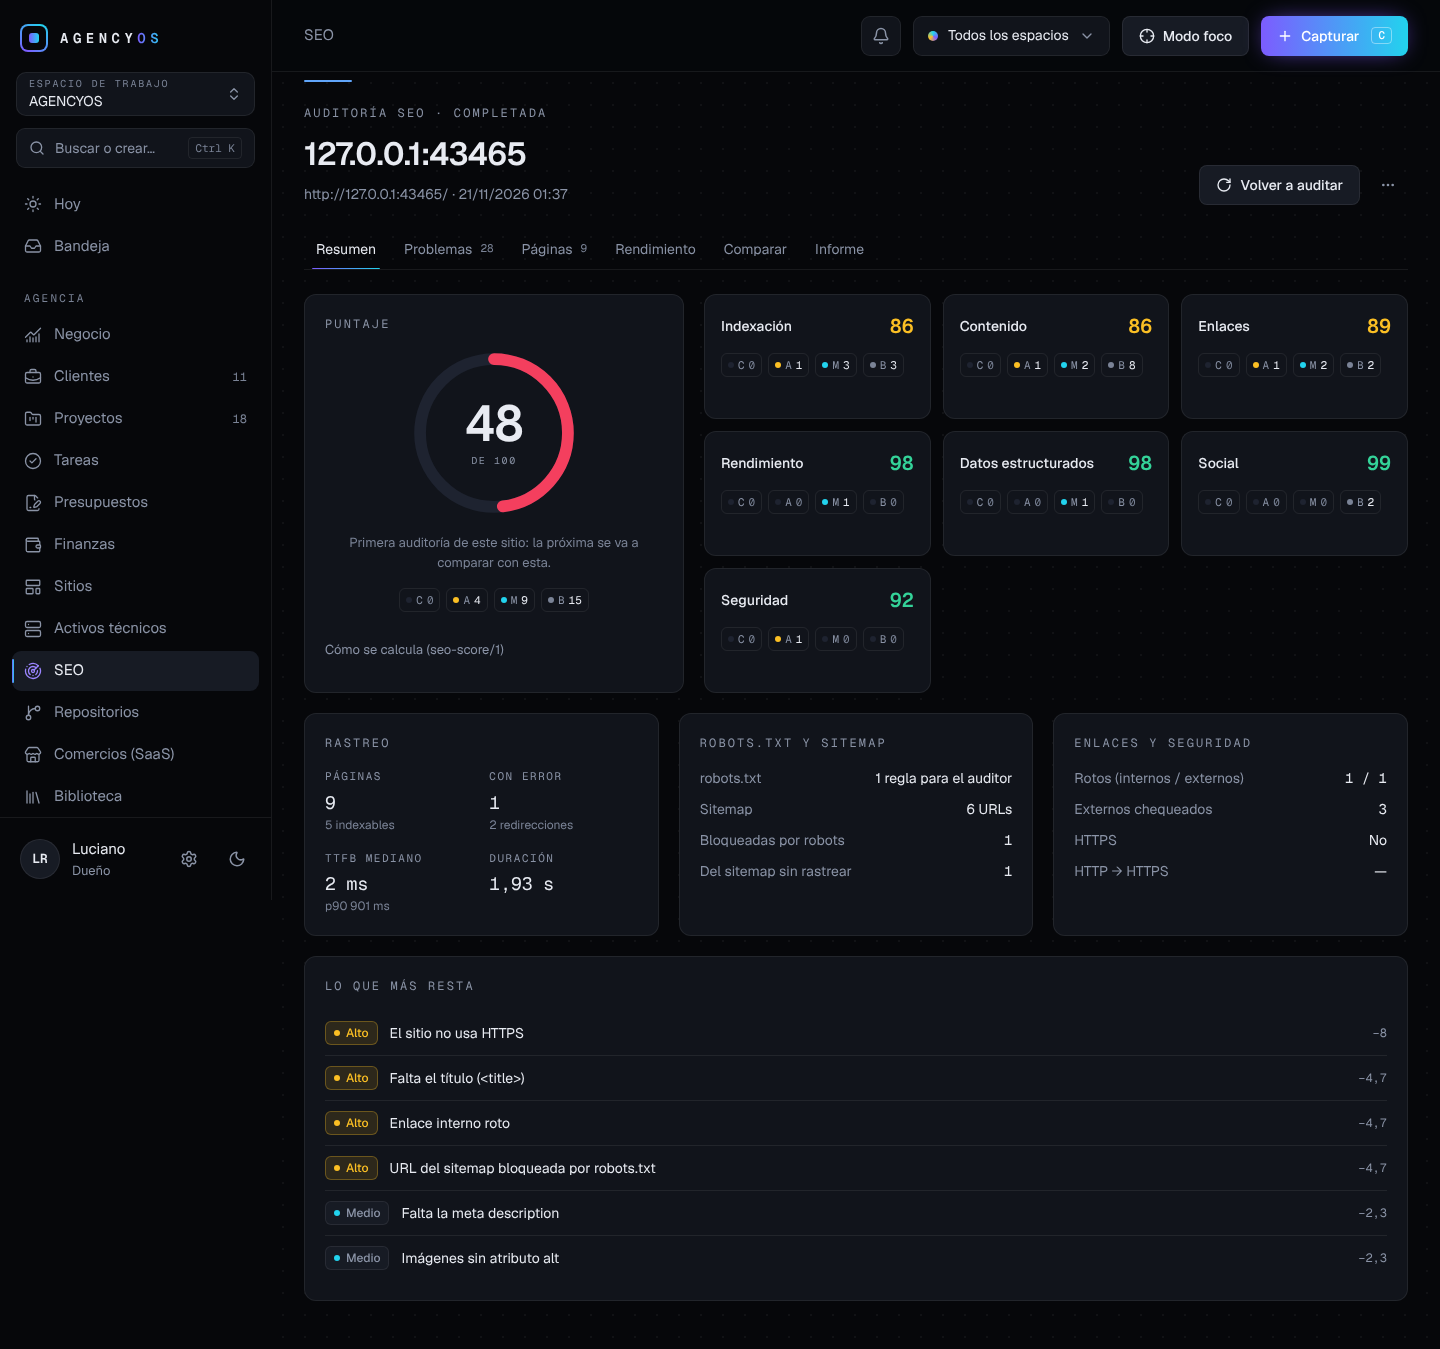 AGENCYOS
ESPACIO DE TRABAJO
AGENCYOS
Buscar o crear...
Ctrl K
Hoy
Bandeja
AGENCIA
Negocio
Clientes 11
Proyectos 18
Tareas
Presupuestos
Finanzas
Sitios
Activos técnicos
SEO
Repositorios
Comercios (SaaS)
Biblioteca
LR
Luciano
Dueño
SEO
Todos los espacios
Modo foco
Capturar C
AUDITORÍA SEO · COMPLETADA
127.0.0.1:43465
http://127.0.0.1:43465/ · 21/11/2026 01:37
Volver a auditar
Resumen
Problemas 28
Páginas 9
Rendimiento
Comparar
Informe
PUNTAJE
48
DE 100
Primera auditoría de este sitio: la próxima se va a
comparar con esta.
C 0 A 4 M 9 B 15
Cómo se calcula (seo-score/1)
Indexación 86
C 0 A 1 M 3 B 3
Contenido 86
C 0 A 1 M 2 B 8
Enlaces 89
C 0 A 1 M 2 B 2
Rendimiento 98
C 0 A 0 M 1 B 0
Datos estructurados 98
C 0 A 0 M 1 B 0
Social 99
C 0 A 0 M 0 B 2
Seguridad 92
C 0 A 1 M 0 B 0
RASTREO
PÁGINAS
9
5 indexables
CON ERROR
1
2 redirecciones
TTFB MEDIANO
2 ms
p90 901 ms
DURACIÓN
1,93 s
ROBOTS.TXT Y SITEMAP
robots.txt 1 regla para el auditor
Sitemap 6 URLs
Bloqueadas por robots 1
Del sitemap sin rastrear 1
ENLACES Y SEGURIDAD
Rotos (internos / externos) 1 / 1
Externos chequeados 3
HTTPS No
HTTP → HTTPS —
LO QUE MÁS RESTA
Alto El sitio no usa HTTPS −8
Alto Falta el título (<title>) −4,7
Alto Enlace interno roto −4,7
Alto URL del sitemap bloqueada por robots.txt −4,7
Medio Falta la meta description −2,3
Medio Imágenes sin atributo alt −2,3